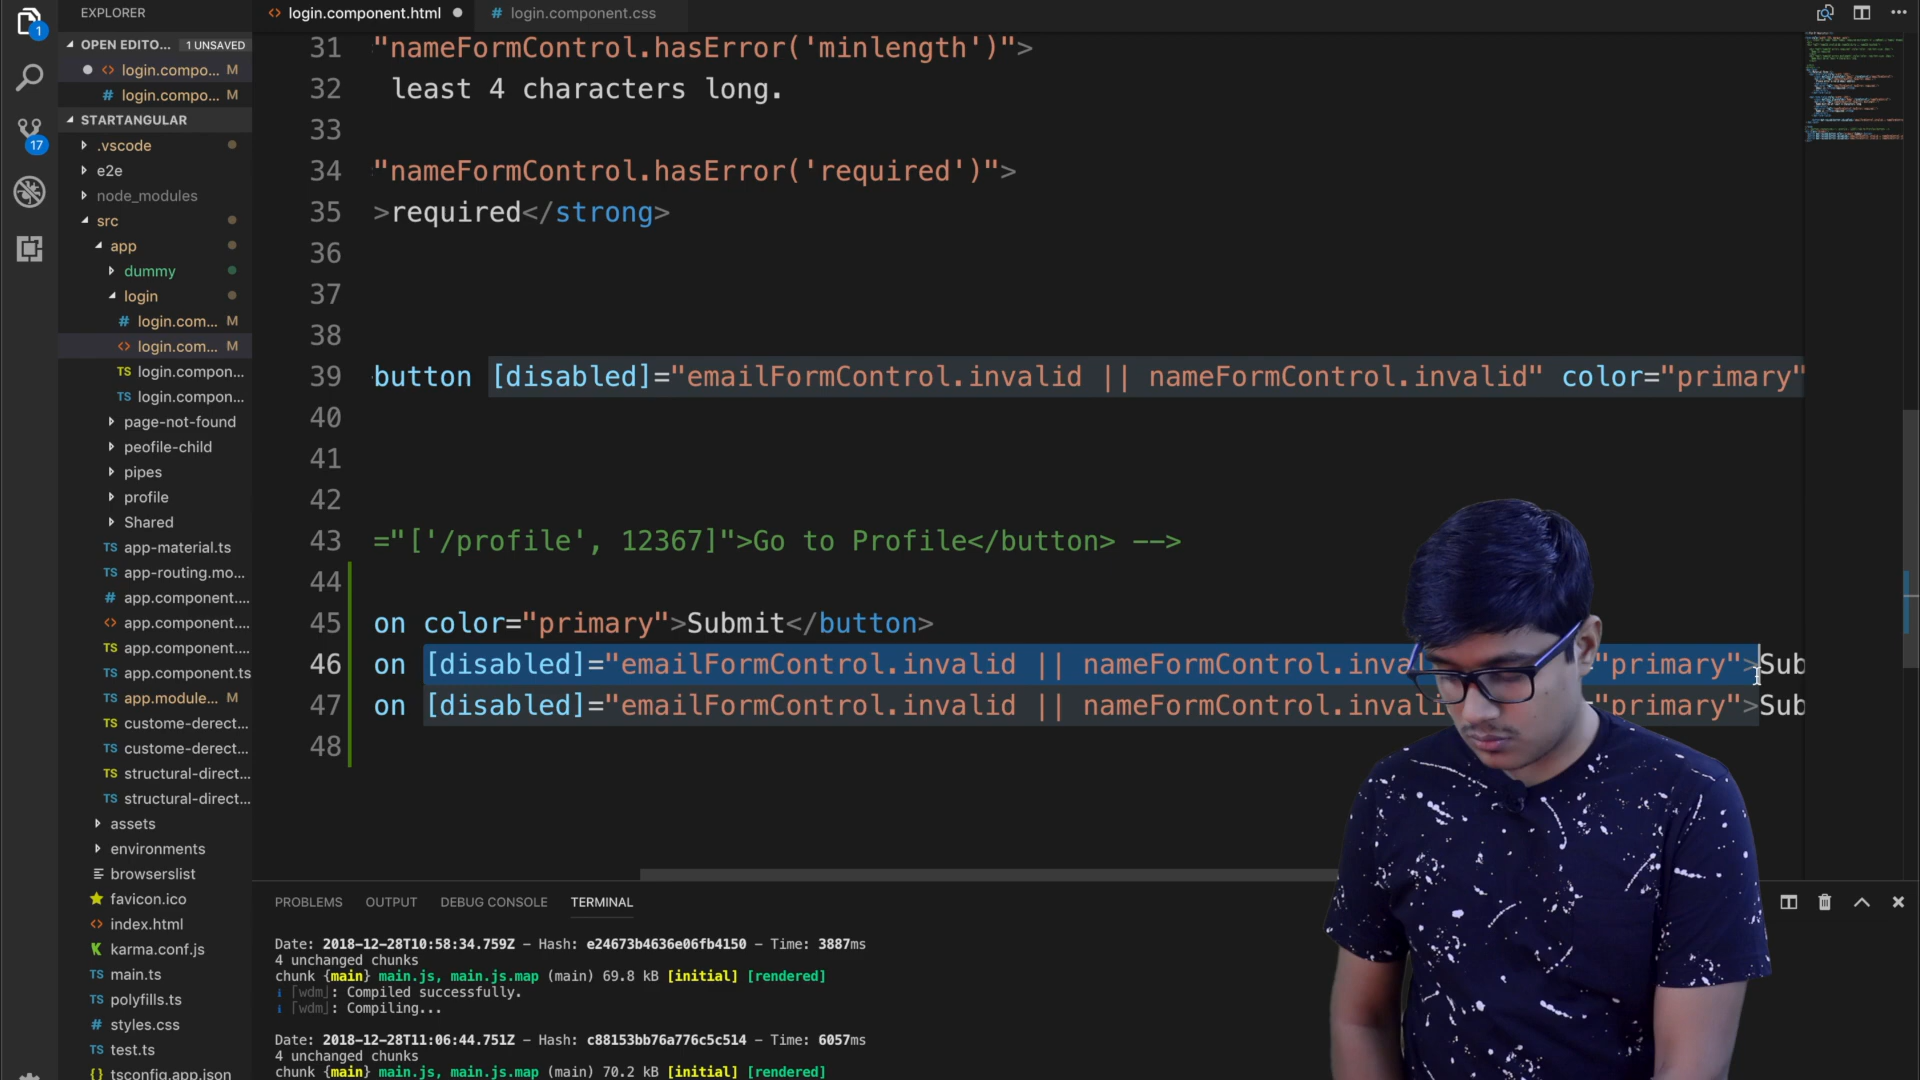 EXPLORER
OPEN EDITO... 1 UNSAVED
login.compo... M
login.compo... M
STARTANGULAR
.vscode
e2e
node_modules
src
app
dummy
login
login.com... M
login.com... M
login.compon...
login.compon...
page-not-found
peofile-child
pipes
profile
Shared
app-material.ts
app-routing.mo...
app.component....
app.component....
app.component....
app.component.ts
app.module... M
custome-derect...
custome-derect...
structural-direct...
structural-direct...
assets
environments
browserslist
favicon.ico
index.html
karma.conf.js
main.ts
polyfills.ts
styles.css
test.ts
tsconfig.app.json
1
17
login.component.html
login.component.css
31 "nameFormControl.hasError('minlength')">
32 least 4 characters long.
33
34 "nameFormControl.hasError('required')">
35 >required</strong>
36
37
38
39 button [disabled]="emailFormControl.invalid || nameFormControl.invalid" color="primary"
40
41
42
43 ="['/profile', 12367]">Go to Profile</button> -->
44
45 on color="primary">Submit</button>
46 on [disabled]="emailFormControl.invalid || nameFormControl.inval ="primary">Sub
47 on [disabled]="emailFormControl.invalid || nameFormControl.invali ="primary">Sub
48
PROBLEMS OUTPUT DEBUG CONSOLE TERMINAL
Date: 2018-12-28T10:58:34.759Z - Hash: e24673b4636e06fb4150 - Time: 3887ms
4 unchanged chunks
chunk {main} main.js, main.js.map (main) 69.8 kB [initial] [rendered]
i ｢wdm｣: Compiled successfully.
i ｢wdm｣: Compiling...
Date: 2018-12-28T11:06:44.751Z - Hash: c88153bb76a776c5c514 - Time: 6057ms
4 unchanged chunks
chunk {main} main.js, main.js.map (main) 70.2 kB [initial] [rendered]